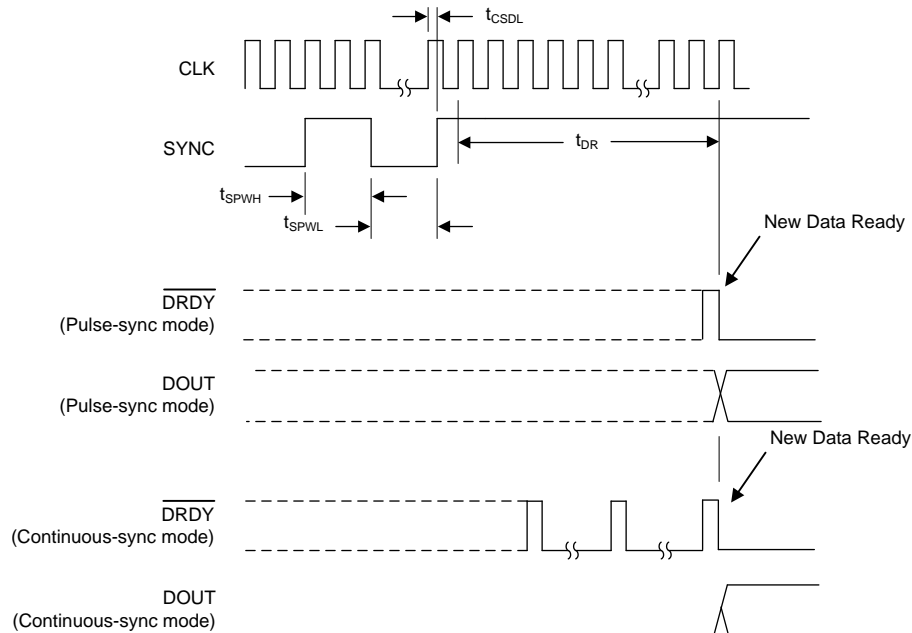 tCSDL
CLK
SYNC
tDR
tSPWH
tSPWL
New Data Ready
DRDY
(Pulse-sync mode)
DOUT
(Pulse-sync mode)
New Data Ready
DRDY
(Continuous-sync mode)
DOUT
(Continuous-sync mode)